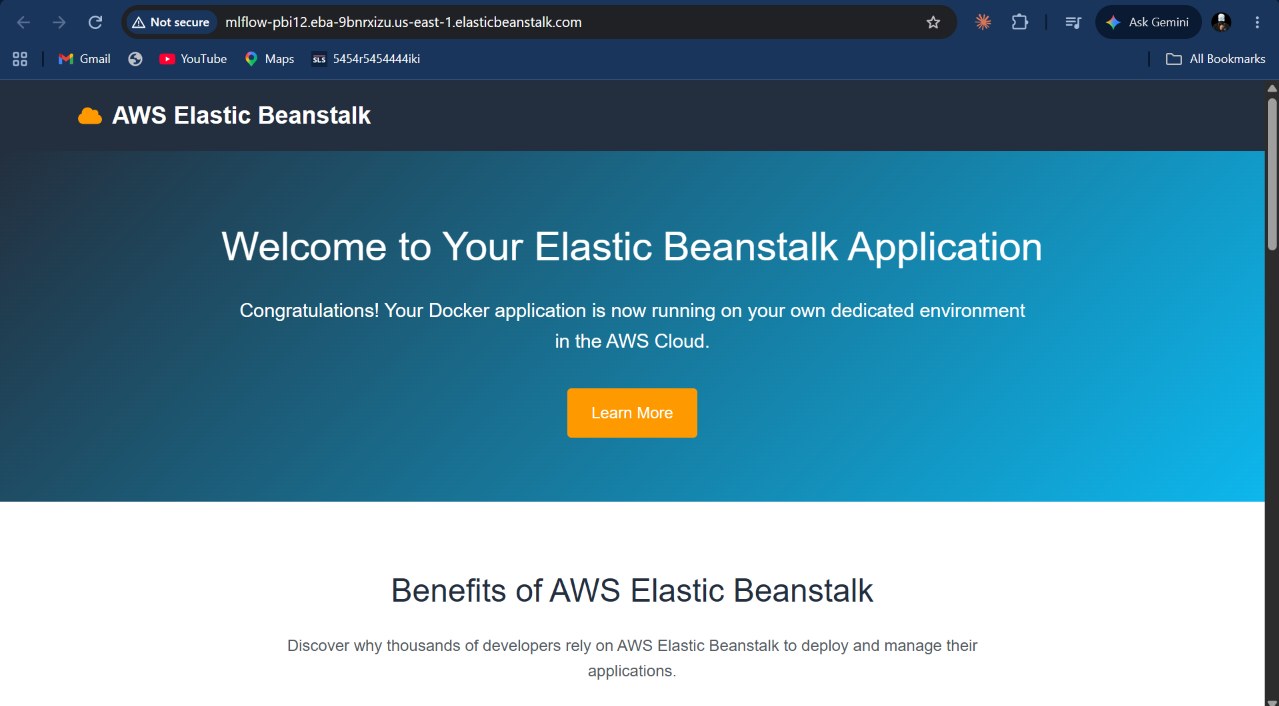 Not secure
mlflow-pbi12.eba-9bnrxizu.us-east-1.elasticbeanstalk.com
Ask Gemini
Gmail
YouTube
Maps
SLS
5454r5454444iki
All Bookmarks
AWS Elastic Beanstalk
Welcome to Your Elastic Beanstalk Application
Congratulations! Your Docker application is now running on your own dedicated environment
in the AWS Cloud.
Learn More
Benefits of AWS Elastic Beanstalk
Discover why thousands of developers rely on AWS Elastic Beanstalk to deploy and manage their
applications.